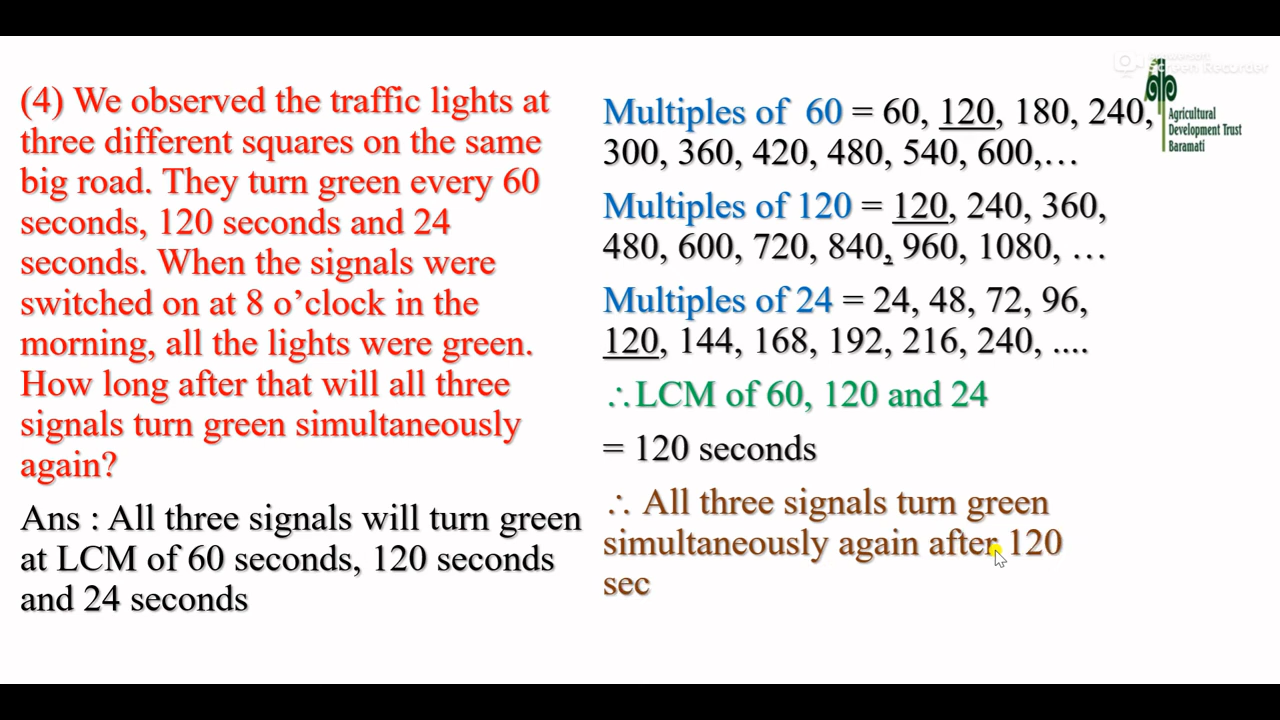 (4) We observed the traffic lights at
three different squares on the same
big road. They turn green every 60
seconds, 120 seconds and 24
seconds. When the signals were
switched on at 8 o’clock in the
morning, all the lights were green.
How long after that will all three
signals turn green simultaneously
again?
Ans : All three signals will turn green
at LCM of 60 seconds, 120 seconds
and 24 seconds
Multiples of 60 = 60, 120, 180, 240,
300, 360, 420, 480, 540, 600,…
Multiples of 120 = 120, 240, 360,
480, 600, 720, 840, 960, 1080, …
Multiples of 24 = 24, 48, 72, 96,
120, 144, 168, 192, 216, 240, ....
∴LCM of 60, 120 and 24
= 120 seconds
∴ All three signals turn green
simultaneously again after 120
sec
Screen Recorder
Agricultural
Development Trust
Baramati